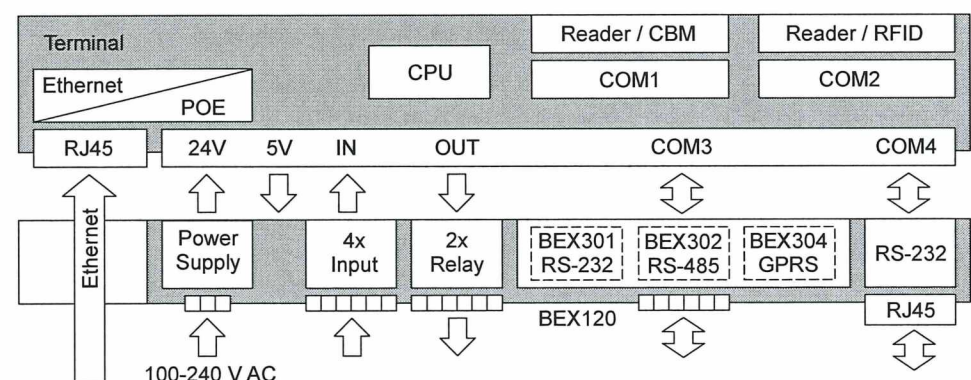 Terminal
Reader / CBM
Reader / RFID
CPU
COM1
COM2
Ethernet
POE
RJ45
24V
5V
IN
OUT
COM3
COM4
Ethernet
Power
Supply
4x
Input
2x
Relay
BEX301
RS-232
BEX302
RS-485
BEX304
GPRS
RS-232
BEX120
RJ45
100-240 V AC